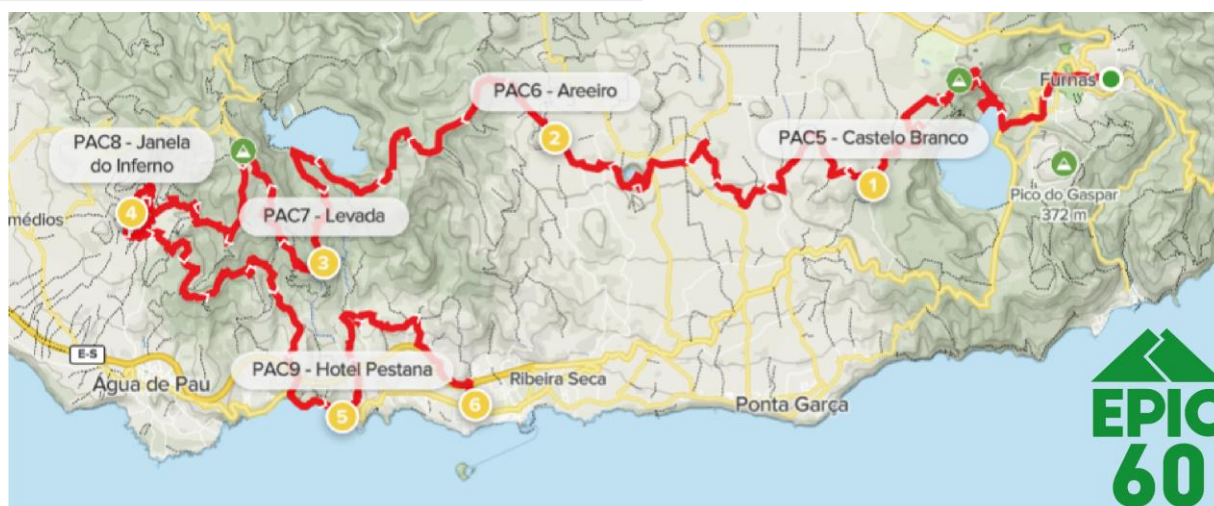 PAC6 - Areeiro
2
PAC8 - Janela
do Inferno
PAC5 - Castelo Branco
Furnas
1
Pico do Gaspar
372 m
4
médios
PAC7 - Levada
3
E-S
Água de Pau
PAC9 - Hotel Pestana
5
6
Ribeira Seca
Ponta Garça
EPIC
60